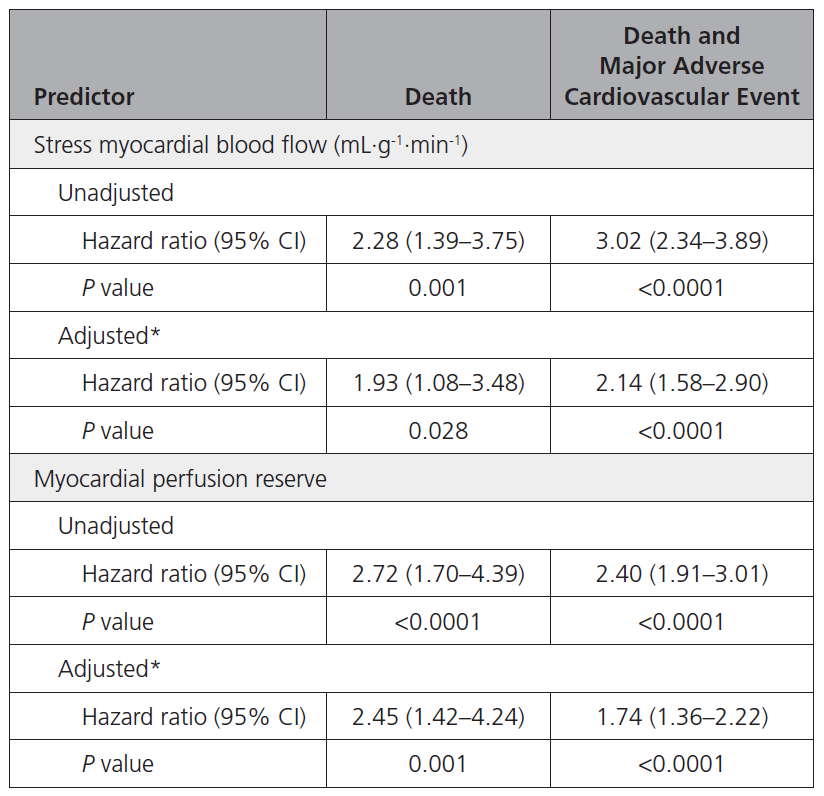 Predictor Death Death and
Major Adverse
Cardiovascular Event
Stress myocardial blood flow (mL·g-1·min-1)
Unadjusted
Hazard ratio (95% CI) 2.28 (1.39–3.75) 3.02 (2.34–3.89)
P value 0.001 <0.0001
Adjusted*
Hazard ratio (95% CI) 1.93 (1.08–3.48) 2.14 (1.58–2.90)
P value 0.028 <0.0001
Myocardial perfusion reserve
Unadjusted
Hazard ratio (95% CI) 2.72 (1.70–4.39) 2.40 (1.91–3.01)
P value <0.0001 <0.0001
Adjusted*
Hazard ratio (95% CI) 2.45 (1.42–4.24) 1.74 (1.36–2.22)
P value 0.001 <0.0001